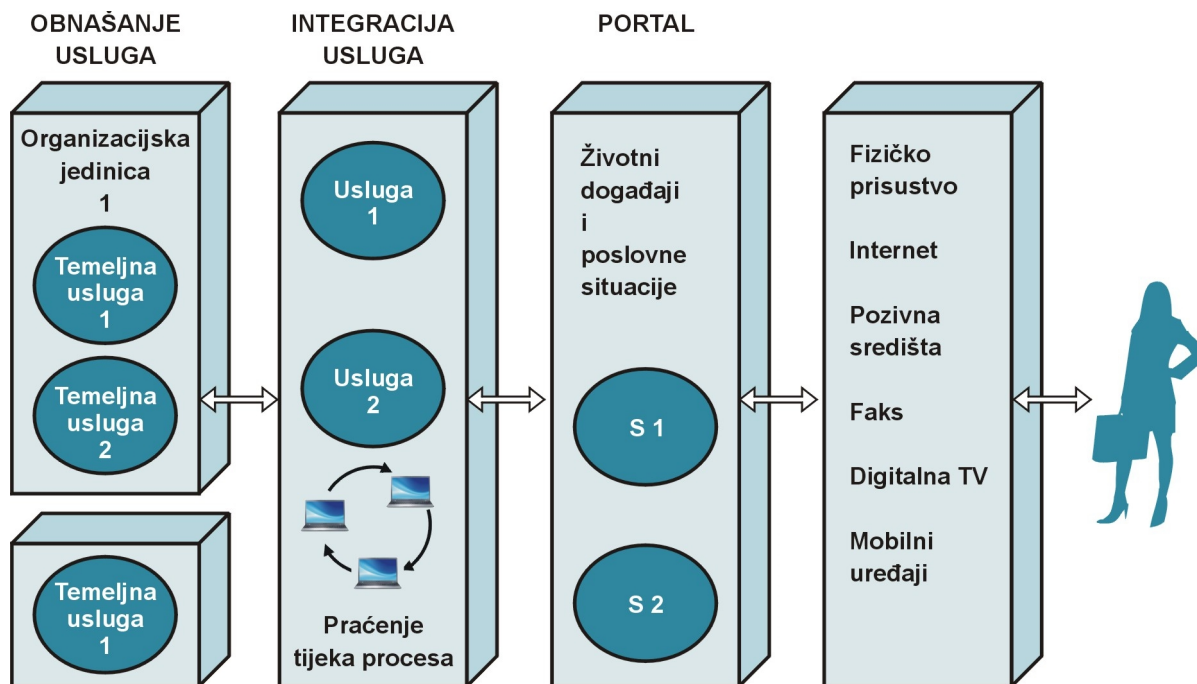 OBNAŠANJE
USLUGA
INTEGRACIJA
USLUGA
PORTAL
Organizacijska
jedinica
1
Temeljna
usluga
1
Temeljna
usluga
2
Temeljna
usluga
1
Usluga
1
Usluga
2
Praćenje
tijeka procesa
Životni
događaji
i
poslovne
situacije
S 1
S 2
Fizičko
prisustvo
Internet
Pozivna
središta
Faks
Digitalna TV
Mobilni
uređaji